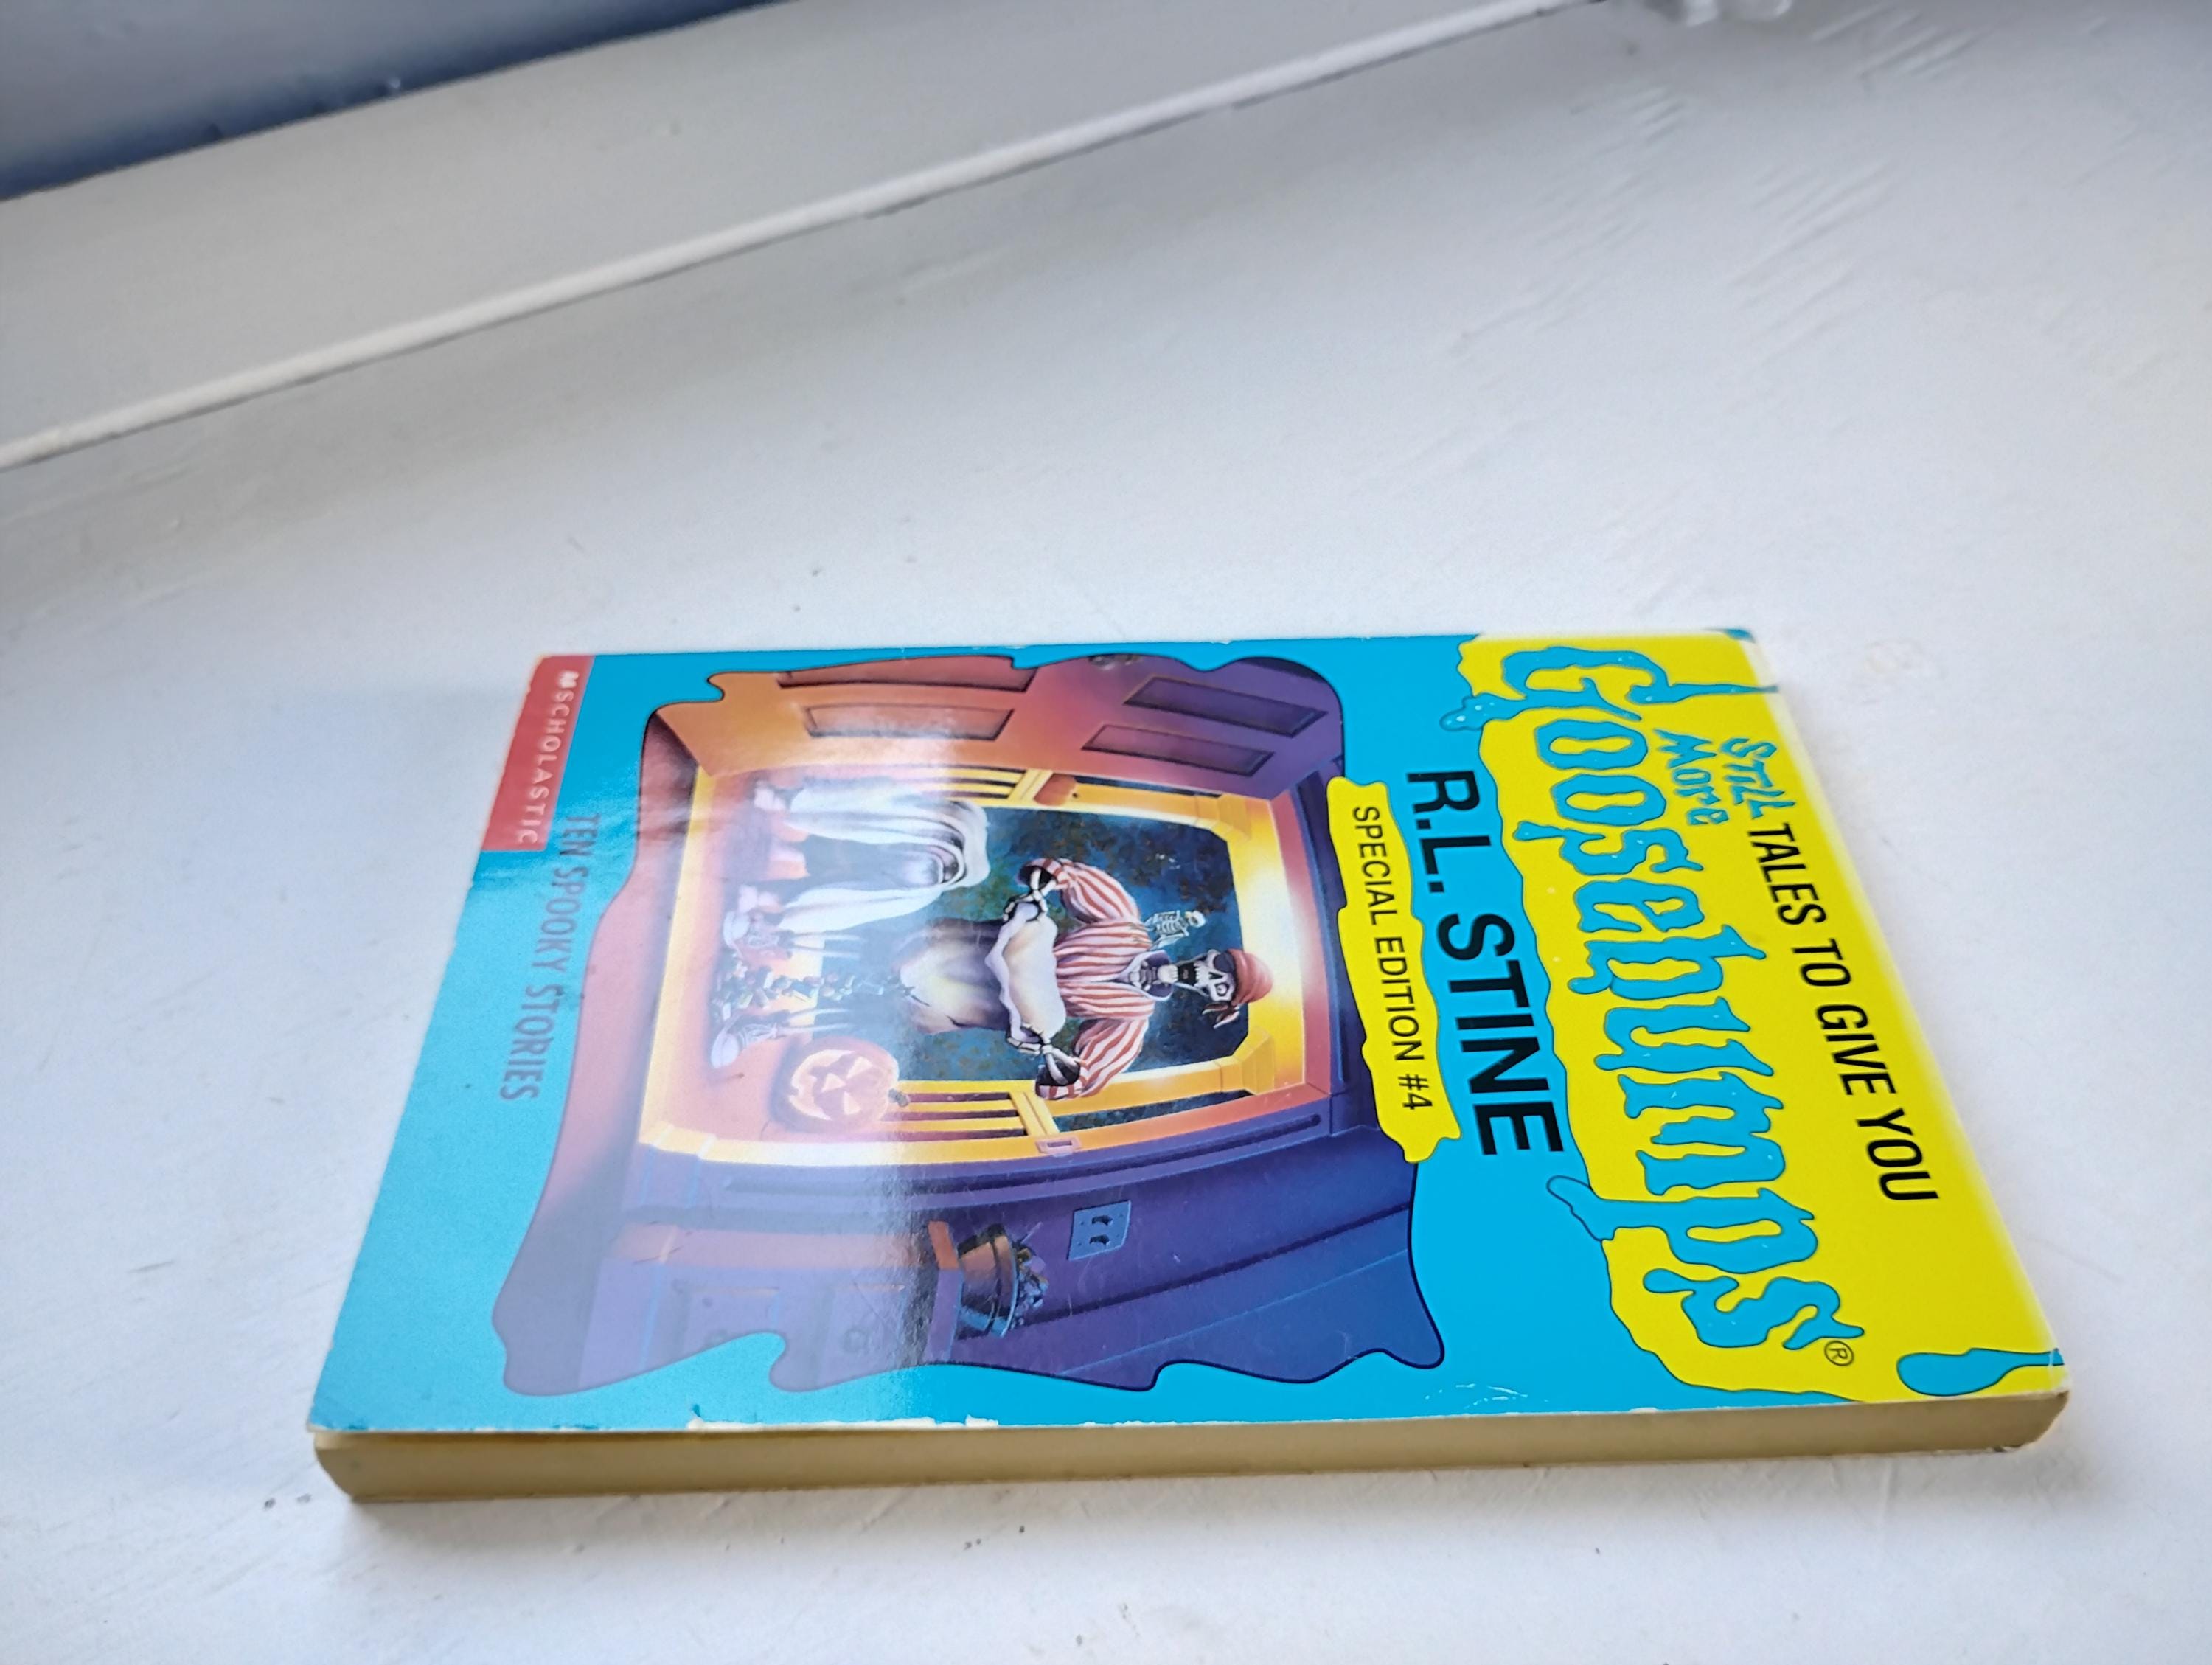 STILL MORE TALES TO GIVE YOU
Goosebumps®
R.L. STINE
SPECIAL EDITION #4
TEN SPOOKY STORIES
SCHOLASTIC